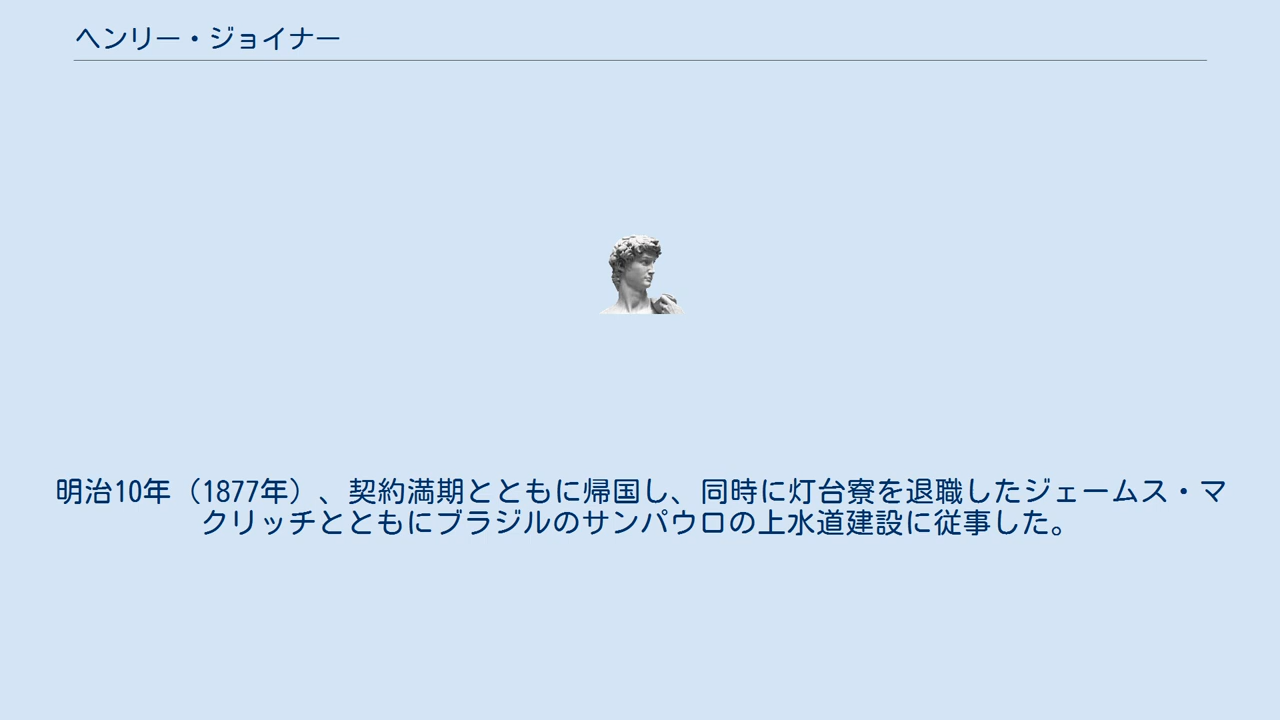 ヘンリー・ジョイナー
明治10年（1877年）、契約満期とともに帰国し、同時に灯台寮を退職したジェームス・マ
クリッチとともにブラジルのサンパウロの上水道建設に従事した。